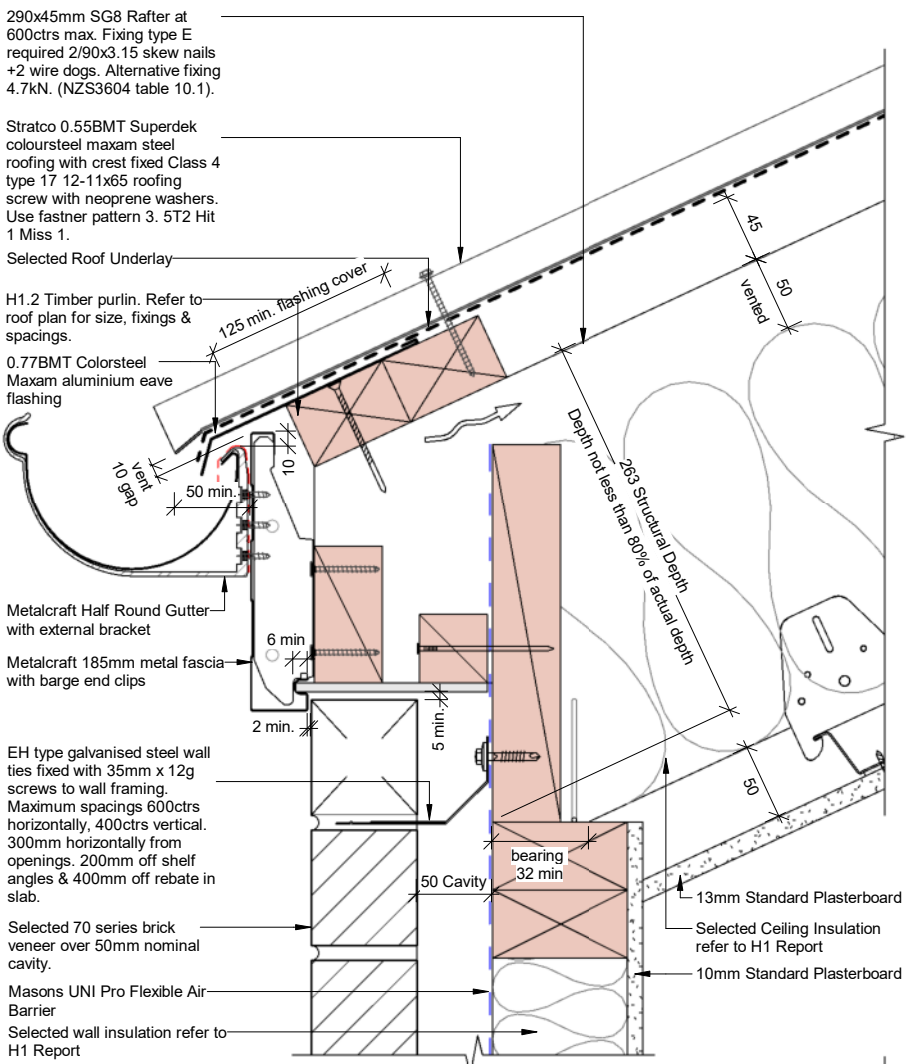 290x45mm SG8 Rafter at
600ctrs max. Fixing type E
required 2/90x3.15 skew nails
+2 wire dogs. Alternative fixing
4.7kN. (NZS3604 table 10.1).
Stratco 0.55BMT Superdek
coloursteel maxam steel
roofing with crest fixed Class 4
type 17 12-11x65 roofing
screw with neoprene washers.
Use fastner pattern 3. 5T2 Hit
1 Miss 1.
Selected Roof Underlay
H1.2 Timber purlin. Refer to
roof plan for size, fixings &
spacings.
0.77BMT Colorsteel
Maxam aluminium eave
flashing
125 min. flashing cover
45
50
vented
vent
10 gap
50 min.
10
263 Structural Depth
Depth not less than 80% of actual depth
Metalcraft Half Round Gutter
with external bracket
Metalcraft 185mm metal fascia
with barge end clips
6 min
2 min.
5 min.
50
EH type galvanised steel wall
ties fixed with 35mm x 12g
screws to wall framing.
Maximum spacings 600ctrs
horizontally, 400ctrs vertical.
300mm horizontally from
openings. 200mm off shelf
angles & 400mm off rebate in
slab.
bearing
32 min
50 Cavity
Selected 70 series brick
veneer over 50mm nominal
cavity.
Masons UNI Pro Flexible Air
Barrier
Selected wall insulation refer to
H1 Report
13mm Standard Plasterboard
Selected Ceiling Insulation
refer to H1 Report
10mm Standard Plasterboard